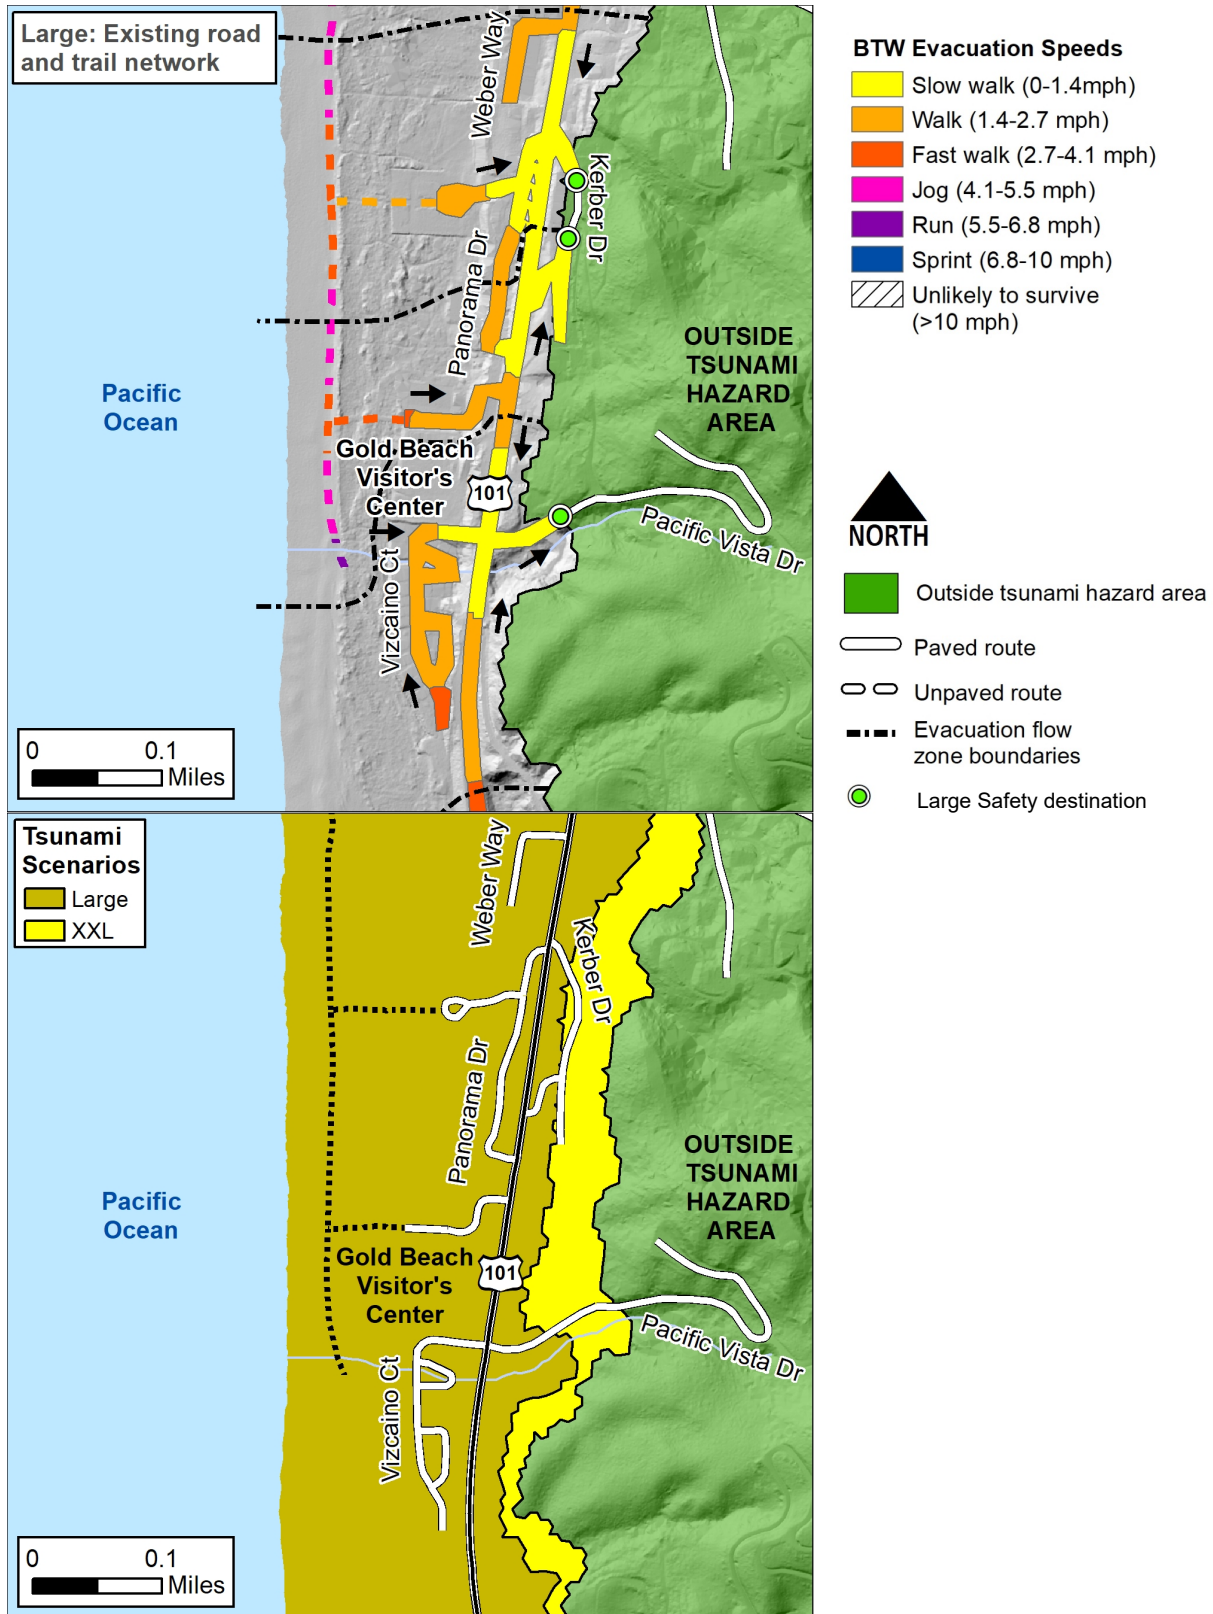 Large: Existing road
and trail network
Weber Way
Kerber Dr
Panorama Dr
Pacific
Ocean
OUTSIDE
TSUNAMI
HAZARD
AREA
Gold Beach
Visitor's
Center
101
Pacific Vista Dr
Vizcaino Ct
0 0.1
Miles
BTW Evacuation Speeds
Slow walk (0-1.4mph)
Walk (1.4-2.7 mph)
Fast walk (2.7-4.1 mph)
Jog (4.1-5.5 mph)
Run (5.5-6.8 mph)
Sprint (6.8-10 mph)
Unlikely to survive
(>10 mph)
NORTH
Outside tsunami hazard area
Paved route
Unpaved route
Evacuation flow
zone boundaries
Large Safety destination
Tsunami
Scenarios
Large
XXL
Weber Way
Kerber Dr
Panorama Dr
OUTSIDE
TSUNAMI
HAZARD
AREA
Pacific
Ocean
Gold Beach
Visitor's
Center
101
Pacific Vista Dr
Vizcaino Ct
0 0.1
Miles